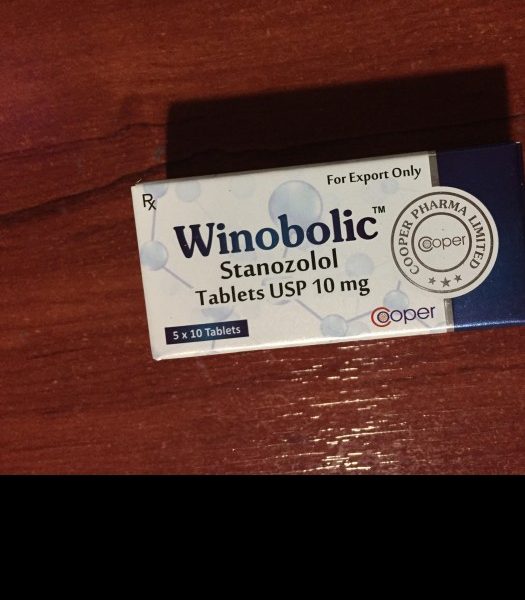 For Export Only
Rx
Winobolic™
Stanozolol
Tablets USP 10 mg
5 x 10 Tablets
Cooper
COOPER PHARMA LIMITED
Cooper